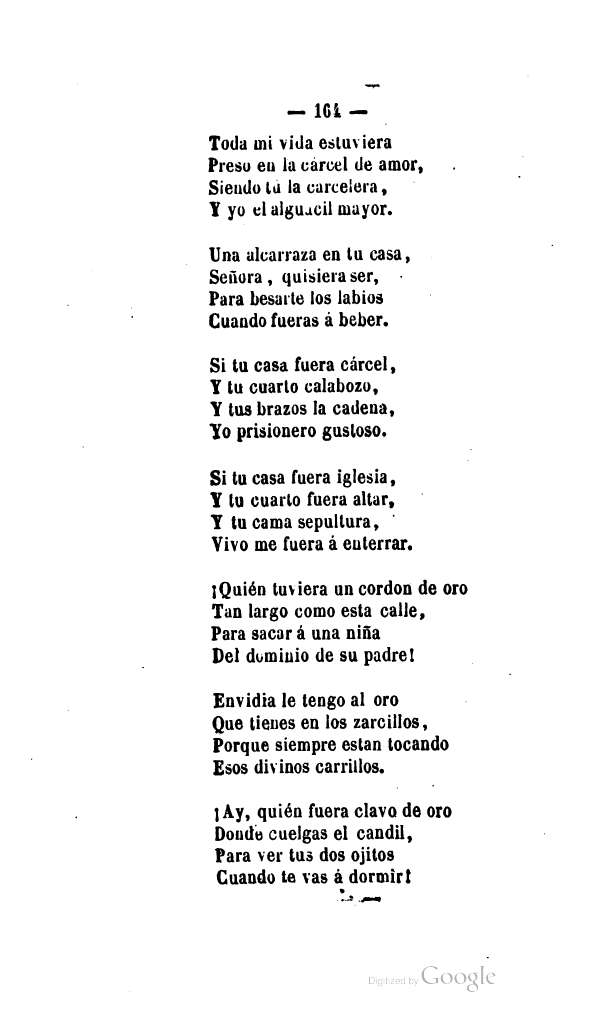 — 164 —
Toda mi vida estuviera
Preso en la cárcel de amor,
Siendo tú la carcelera,
Y yo el alguacil mayor.
Una alcarraza en tu casa,
Señora, quisiera ser,
Para besarte los labios
Cuando fueras á beber.
Si tu casa fuera cárcel,
Y tu cuarto calabozo,
Y tus brazos la cadena,
Yo prisionero gustoso.
Si tu casa fuera iglesia,
Y tu cuarto fuera altar,
Y tu cama sepultura,
Vivo me fuera á enterrar.
¡Quién tuviera un cordon de oro
Tan largo como esta calle,
Para sacar á una niña
Del dominio de su padre!
Envidia le tengo al oro
Que tienes en los zarcillos,
Porque siempre estan tocando
Esos divinos carrillos.
¡Ay, quién fuera clavo de oro
Donde cuelgas el candil,
Para ver tus dos ojitos
Cuando te vas á dormir!
Digitized by Google